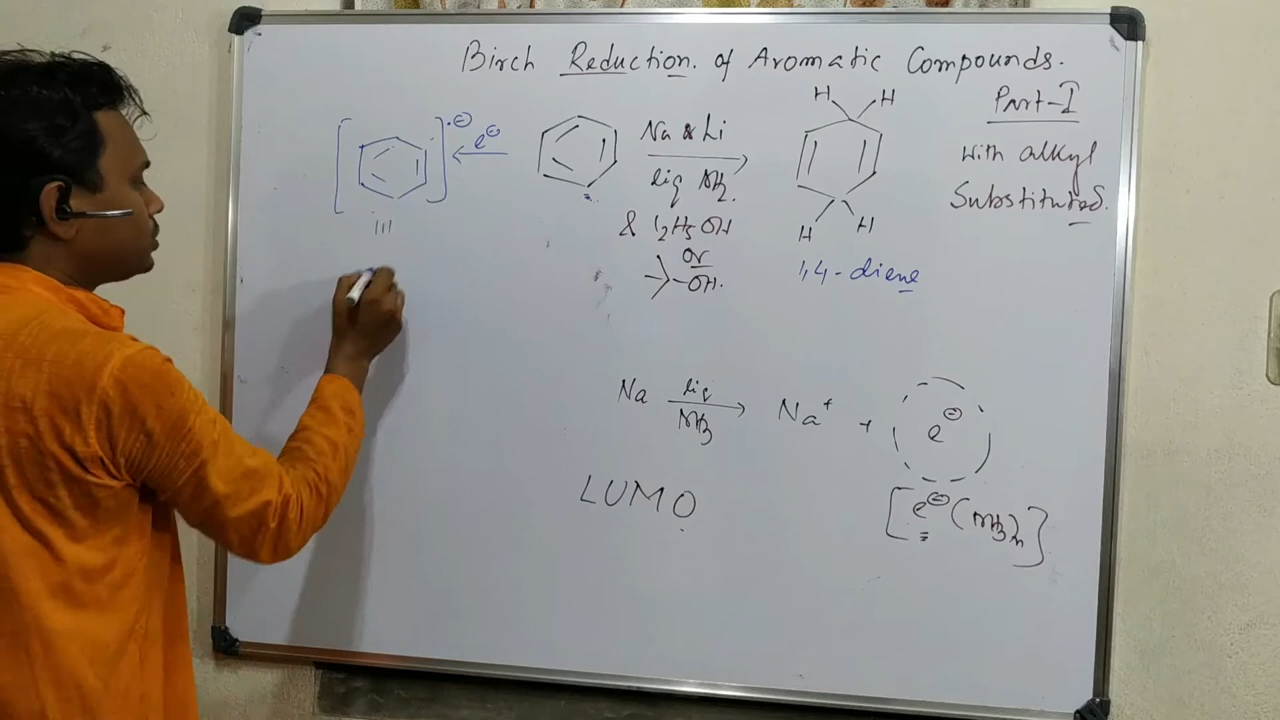 Birch Reduction of Aromatic Compounds.
Part-I
With alkyl
Substituted.
H H
Na & Li
liq NH3.
& C2H5OH
Or
-OH.
H H
1,4-diene
e⊖
[ ]·⊖
Na liq NH3 → Na+ + e⊖
[e⊖(NH3)n]
LUMO